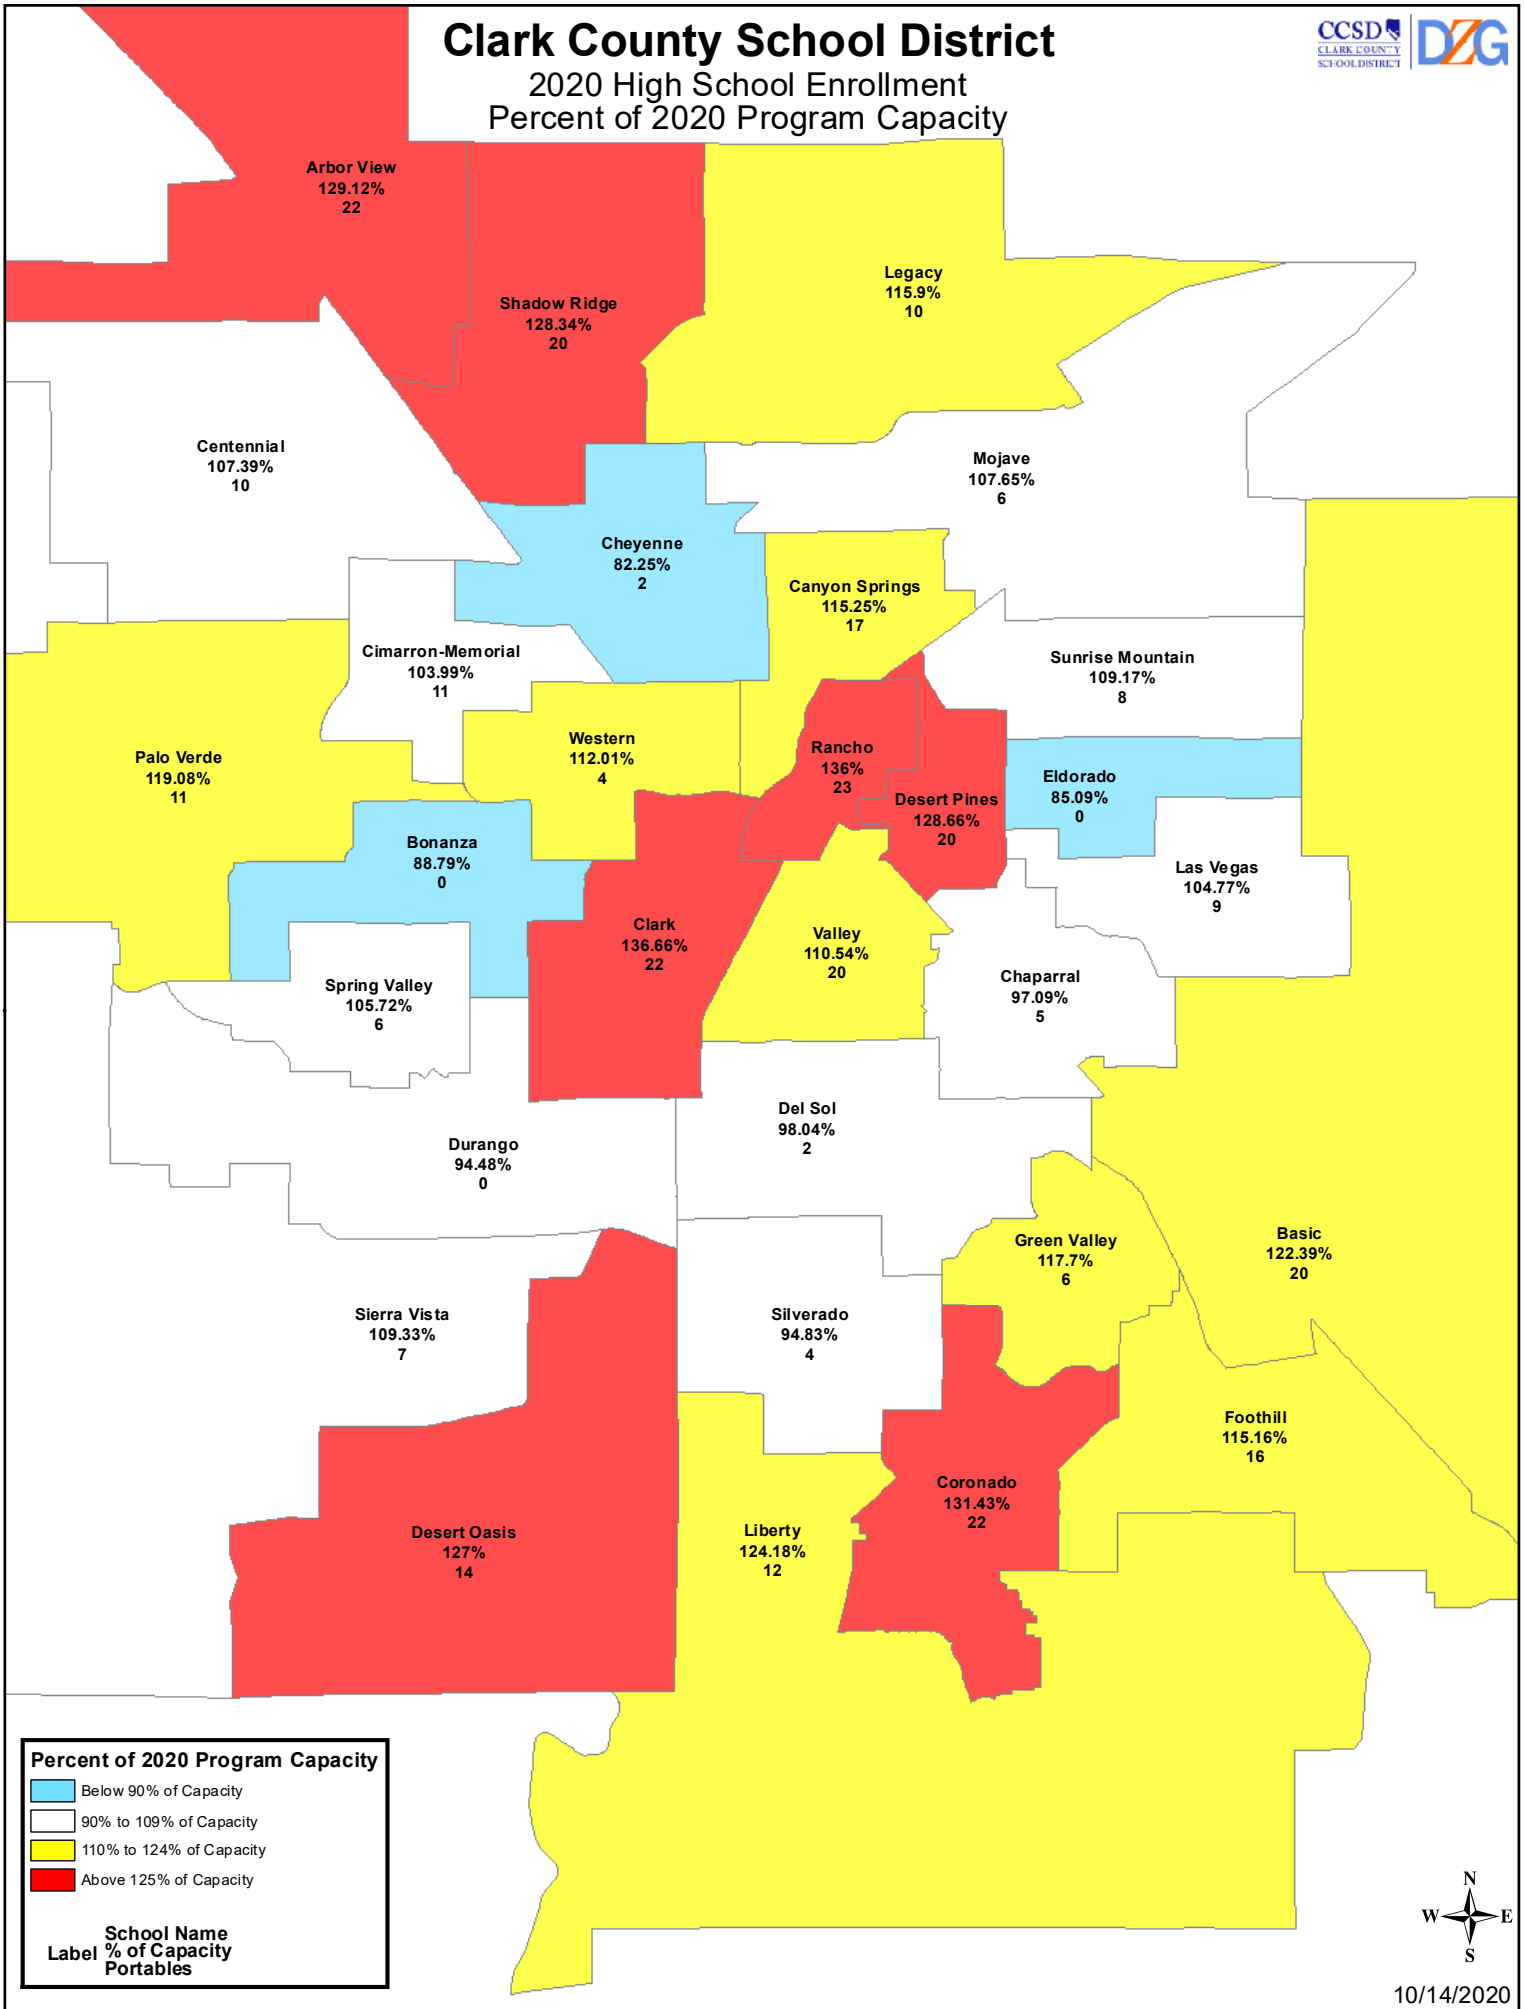 Clark County School District
2020 High School Enrollment
Percent of 2020 Program Capacity
CCSD
CLARK COUNTY
SCHOOL DISTRICT
DZG
Arbor View
129.12%
22
Shadow Ridge
128.34%
20
Legacy
115.9%
10
Centennial
107.39%
10
Mojave
107.65%
6
Cheyenne
82.25%
2
Canyon Springs
115.25%
17
Cimarron-Memorial
103.99%
11
Sunrise Mountain
109.17%
8
Palo Verde
119.08%
11
Western
112.01%
4
Rancho
136%
23
Desert Pines
128.66%
20
Eldorado
85.09%
0
Bonanza
88.79%
0
Las Vegas
104.77%
9
Clark
136.66%
22
Valley
110.54%
20
Spring Valley
105.72%
6
Chaparral
97.09%
5
Durango
94.48%
0
Del Sol
98.04%
2
Green Valley
117.7%
6
Basic
122.39%
20
Sierra Vista
109.33%
7
Silverado
94.83%
4
Foothill
115.16%
16
Coronado
131.43%
22
Desert Oasis
127%
14
Liberty
124.18%
12
Percent of 2020 Program Capacity
Below 90% of Capacity
90% to 109% of Capacity
110% to 124% of Capacity
Above 125% of Capacity
School Name
Label % of Capacity
Portables
N
W E
S
10/14/2020